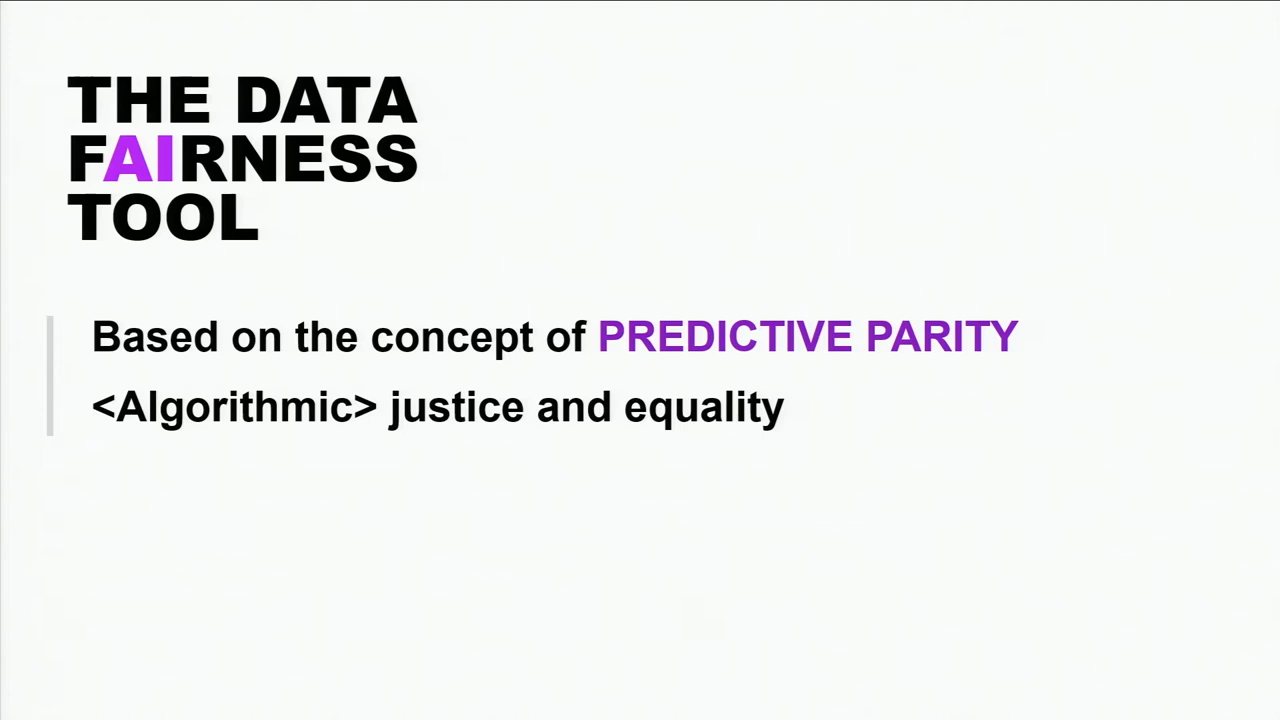 THE DATA
FAIRNESS
TOOL
Based on the concept of PREDICTIVE PARITY
<Algorithmic> justice and equality